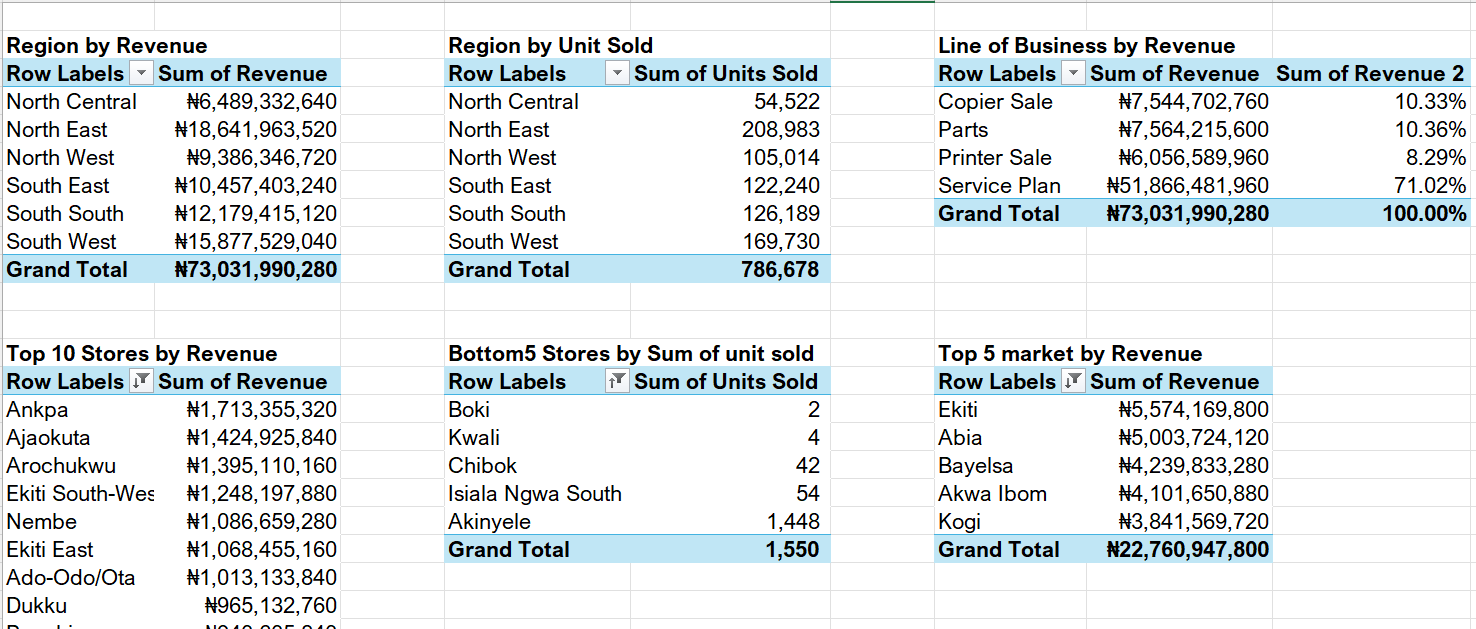 Region by Revenue
Row Labels Sum of Revenue
North Central ₦6,489,332,640
North East ₦18,641,963,520
North West ₦9,386,346,720
South East ₦10,457,403,240
South South ₦12,179,415,120
South West ₦15,877,529,040
Grand Total ₦73,031,990,280
Region by Unit Sold
Row Labels Sum of Units Sold
North Central 54,522
North East 208,983
North West 105,014
South East 122,240
South South 126,189
South West 169,730
Grand Total 786,678
Line of Business by Revenue
Row Labels Sum of Revenue Sum of Revenue 2
Copier Sale ₦7,544,702,760 10.33%
Parts ₦7,564,215,600 10.36%
Printer Sale ₦6,056,589,960 8.29%
Service Plan ₦51,866,481,960 71.02%
Grand Total ₦73,031,990,280 100.00%
Top 10 Stores by Revenue
Row Labels Sum of Revenue
Ankpa ₦1,713,355,320
Ajaokuta ₦1,424,925,840
Arochukwu ₦1,395,110,160
Ekiti South-Wes ₦1,248,197,880
Nembe ₦1,086,659,280
Ekiti East ₦1,068,455,160
Ado-Odo/Ota ₦1,013,133,840
Dukku ₦965,132,760
Bottom5 Stores by Sum of unit sold
Row Labels Sum of Units Sold
Boki 2
Kwali 4
Chibok 42
Isiala Ngwa South 54
Akinyele 1,448
Grand Total 1,550
Top 5 market by Revenue
Row Labels Sum of Revenue
Ekiti ₦5,574,169,800
Abia ₦5,003,724,120
Bayelsa ₦4,239,833,280
Akwa Ibom ₦4,101,650,880
Kogi ₦3,841,569,720
Grand Total ₦22,760,947,800